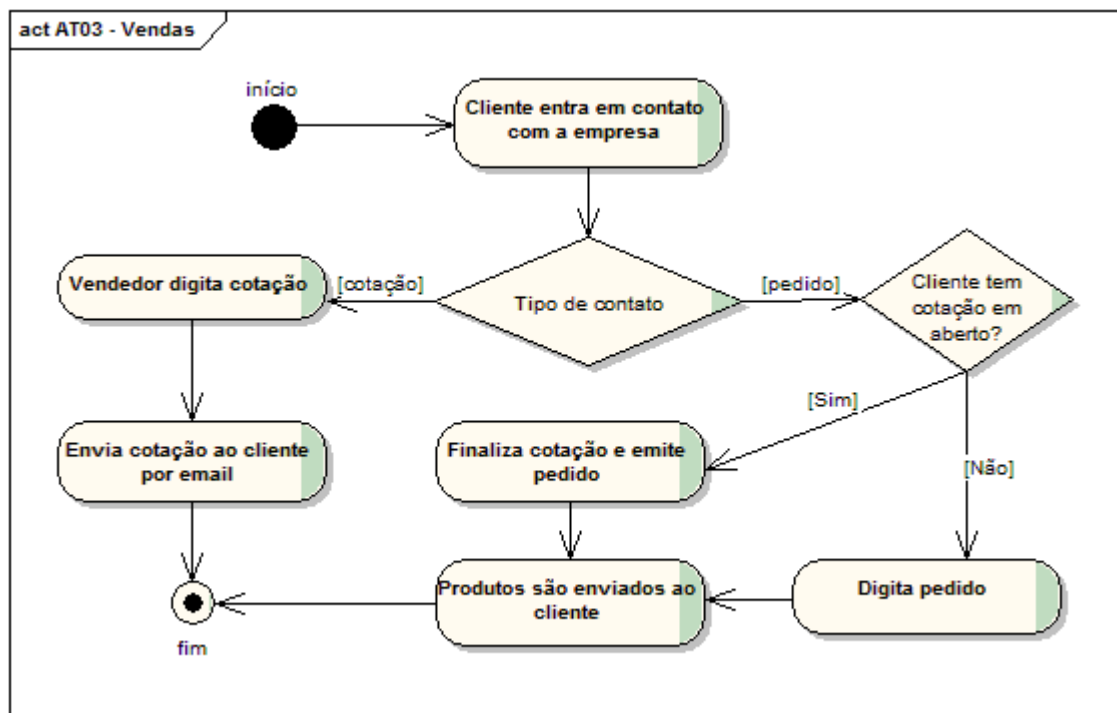 act AT03 - Vendas
início
Cliente entra em contato
com a empresa
Vendedor digita cotação
[cotação]
Tipo de contato
[pedido]
Cliente tem
cotação em
aberto?
[Sim]
[Não]
Envia cotação ao cliente
por email
Finaliza cotação e emite
pedido
Produtos são enviados ao
cliente
Digita pedido
fim